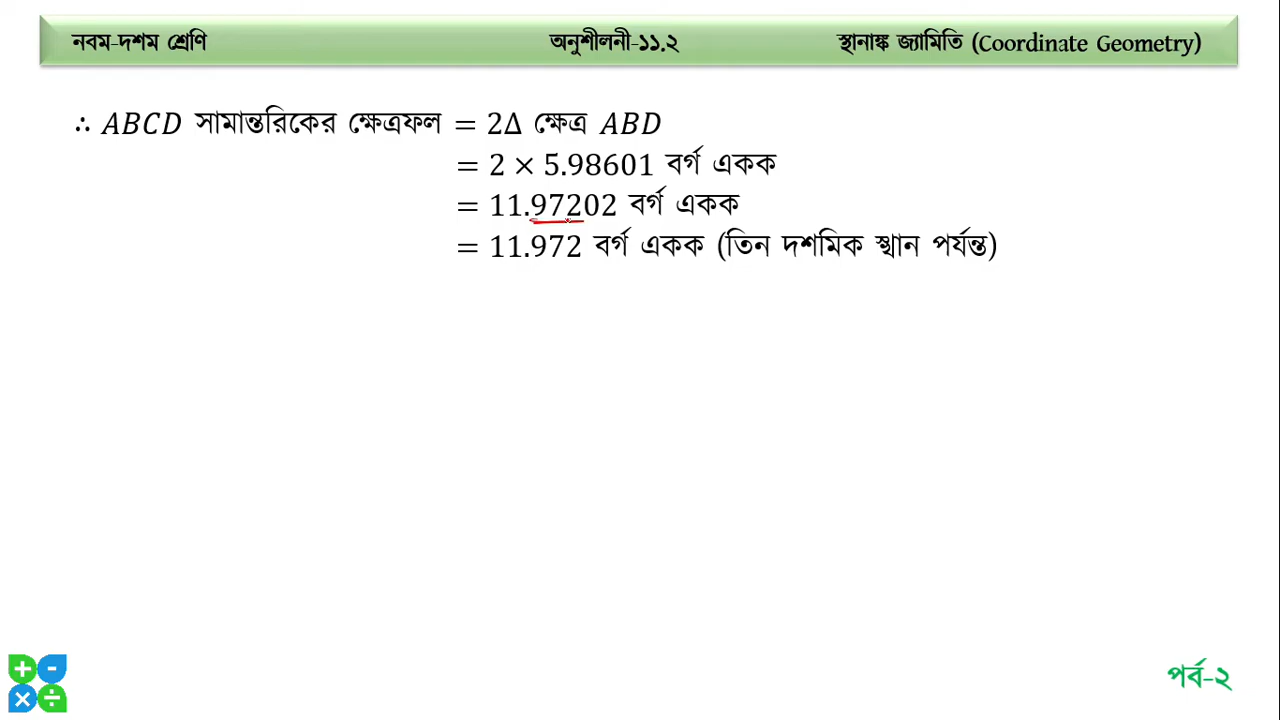 নবম-দশম শ্রেণি অনুশীলনী-১১.২ স্থানাঙ্ক জ্যামিতি (Coordinate Geometry)
∴ ABCD সামান্তরিকের ক্ষেত্রফল = 2Δ ক্ষেত্র ABD
= 2 × 5.98601 বর্গ একক
= 11.97202 বর্গ একক
= 11.972 বর্গ একক (তিন দশমিক স্থান পর্যন্ত)
+ -
× ÷
পর্ব-২